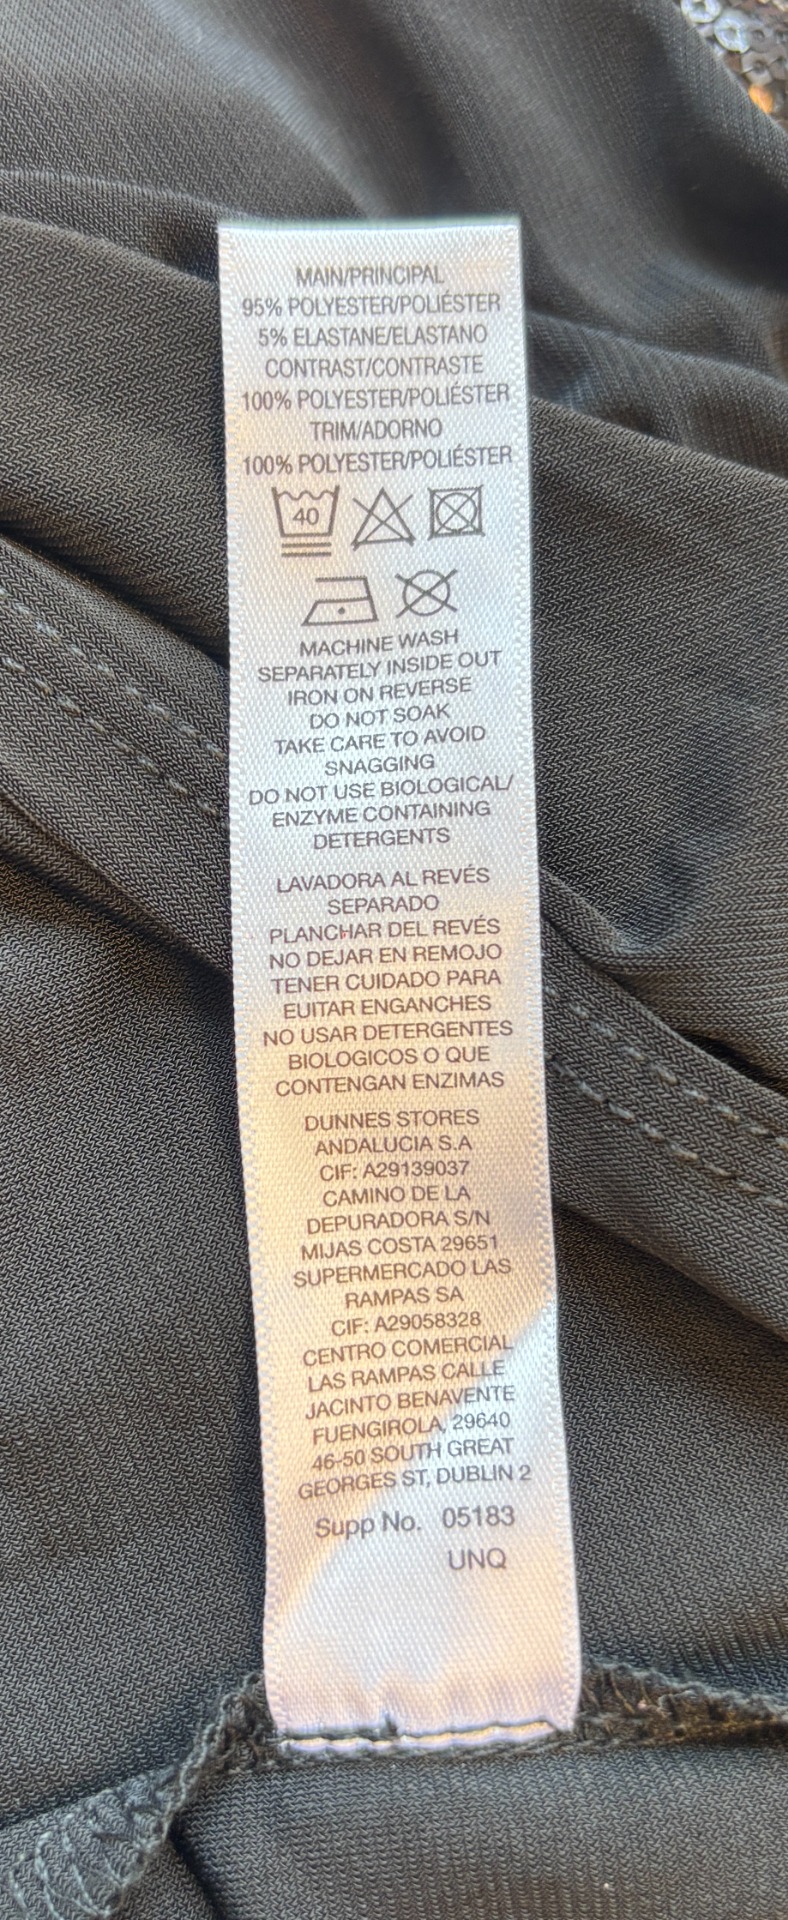 MAIN/PRINCIPAL
95% POLYESTER/POLIÉSTER
5% ELASTANE/ELASTANO
CONTRAST/CONTRASTE
100% POLYESTER/POLIÉSTER
TRIM/ADORNO
100% POLYESTER/POLIÉSTER
40
MACHINE WASH
SEPARATELY INSIDE OUT
IRON ON REVERSE
DO NOT SOAK
TAKE CARE TO AVOID
SNAGGING
DO NOT USE BIOLOGICAL/
ENZYME CONTAINING
DETERGENTS
LAVADORA AL REVÉS
SEPARADO
PLANCHAR DEL REVÉS
NO DEJAR EN REMOJO
TENER CUIDADO PARA
EUITAR ENGANCHES
NO USAR DETERGENTES
BIOLOGICOS O QUE
CONTENGAN ENZIMAS
DUNNES STORES
ANDALUCIA S.A
CIF: A29139037
CAMINO DE LA
DEPURADORA S/N
MIJAS COSTA 29651
SUPERMERCADO LAS
RAMPAS SA
CIF: A29058328
CENTRO COMERCIAL
LAS RAMPAS CALLE
JACINTO BENAVENTE
FUENGIROLA, 29640
46-50 SOUTH GREAT
GEORGES ST, DUBLIN 2
Supp No. 05183
UNQ